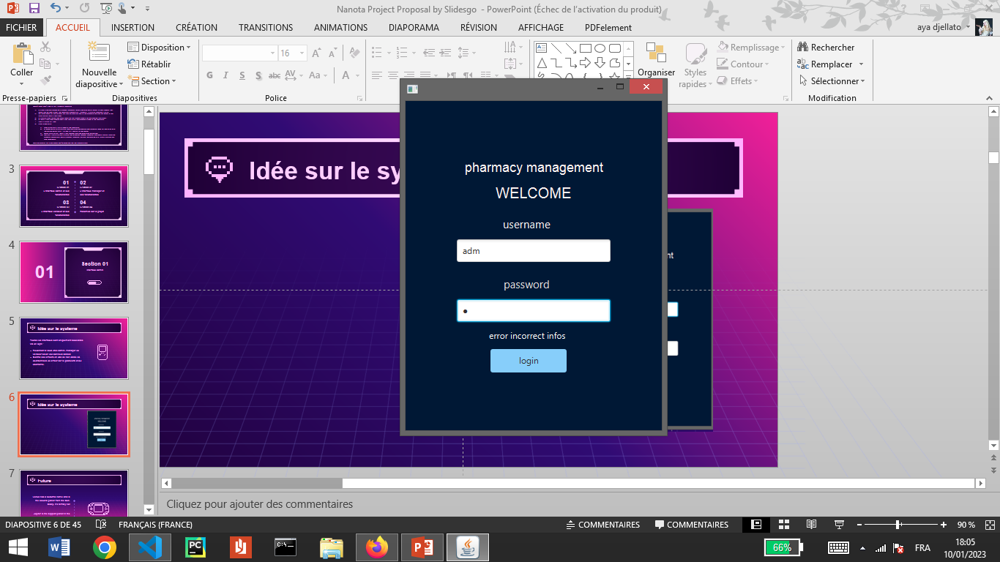 Nanota Project Proposal by Slidesgo - PowerPoint (Échec de l'activation du produit)
FICHIER ACCUEIL INSERTION CRÉATION TRANSITIONS ANIMATIONS DIAPORAMA RÉVISION AFFICHAGE PDFelement aya djellato
Coller
Presse-papiers
Nouvelle diapositive
Disposition
Rétablir
Section
Diapositives
16
G I S S abc AV Aa A
Police
Organiser
Styles rapides
Remplissage
Contour
Effets
Rechercher
Remplacer
Sélectionner
Modification
3
01 02
03 04
4
01
Section 01
5
Idée sur le systeme
6
Idée sur le systeme
7
Future
Idée sur le sy
pharmacy management
WELCOME
username
adm
password
error incorrect infos
login
nt
Cliquez pour ajouter des commentaires
DIAPOSITIVE 6 DE 45 FRANÇAIS (FRANCE) COMMENTAIRES COMMENTAIRES 90 %
66% FRA 18:05
10/01/2023